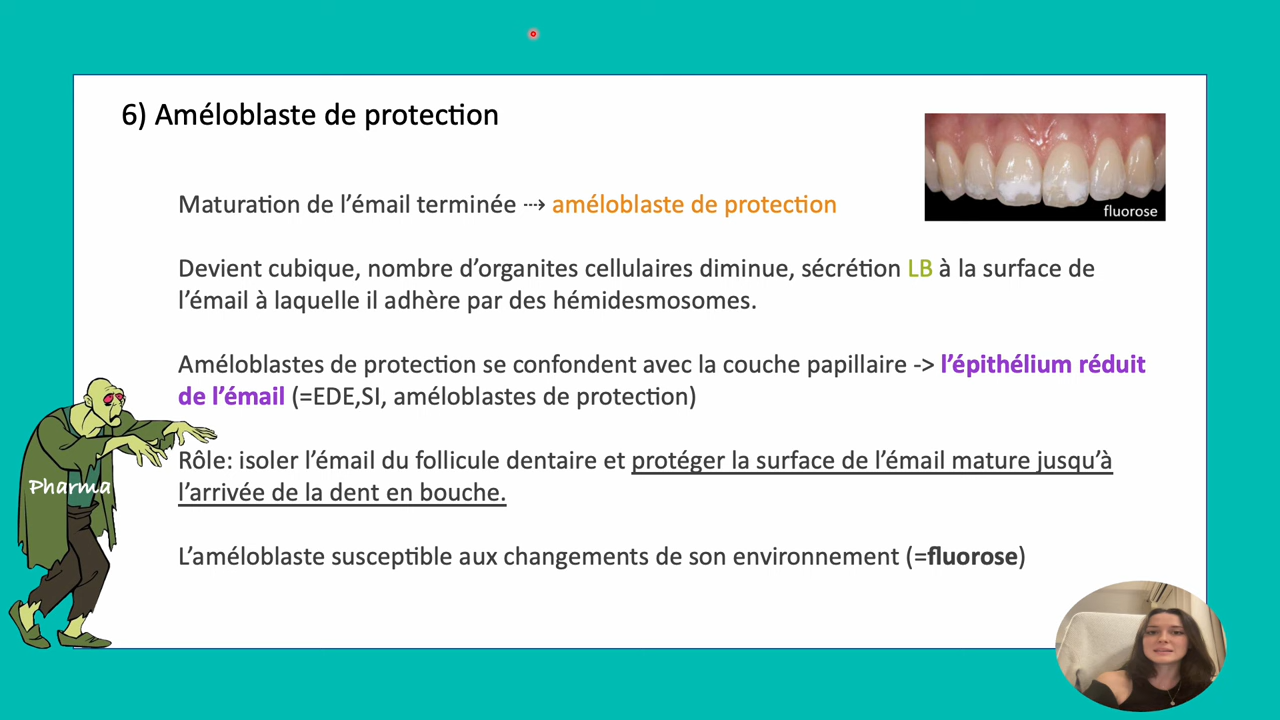 6) Améloblaste de protection
fluorose
Maturation de l’émail terminée ⇢ améloblaste de protection
Devient cubique, nombre d’organites cellulaires diminue, sécrétion LB à la surface de
l’émail à laquelle il adhère par des hémidesmosomes.
Améloblastes de protection se confondent avec la couche papillaire -> l’épithélium réduit
de l’émail (=EDE,SI, améloblastes de protection)
Rôle: isoler l’émail du follicule dentaire et protéger la surface de l’émail mature jusqu’à
l’arrivée de la dent en bouche.
Pharma
L’améloblaste susceptible aux changements de son environnement (=fluorose)